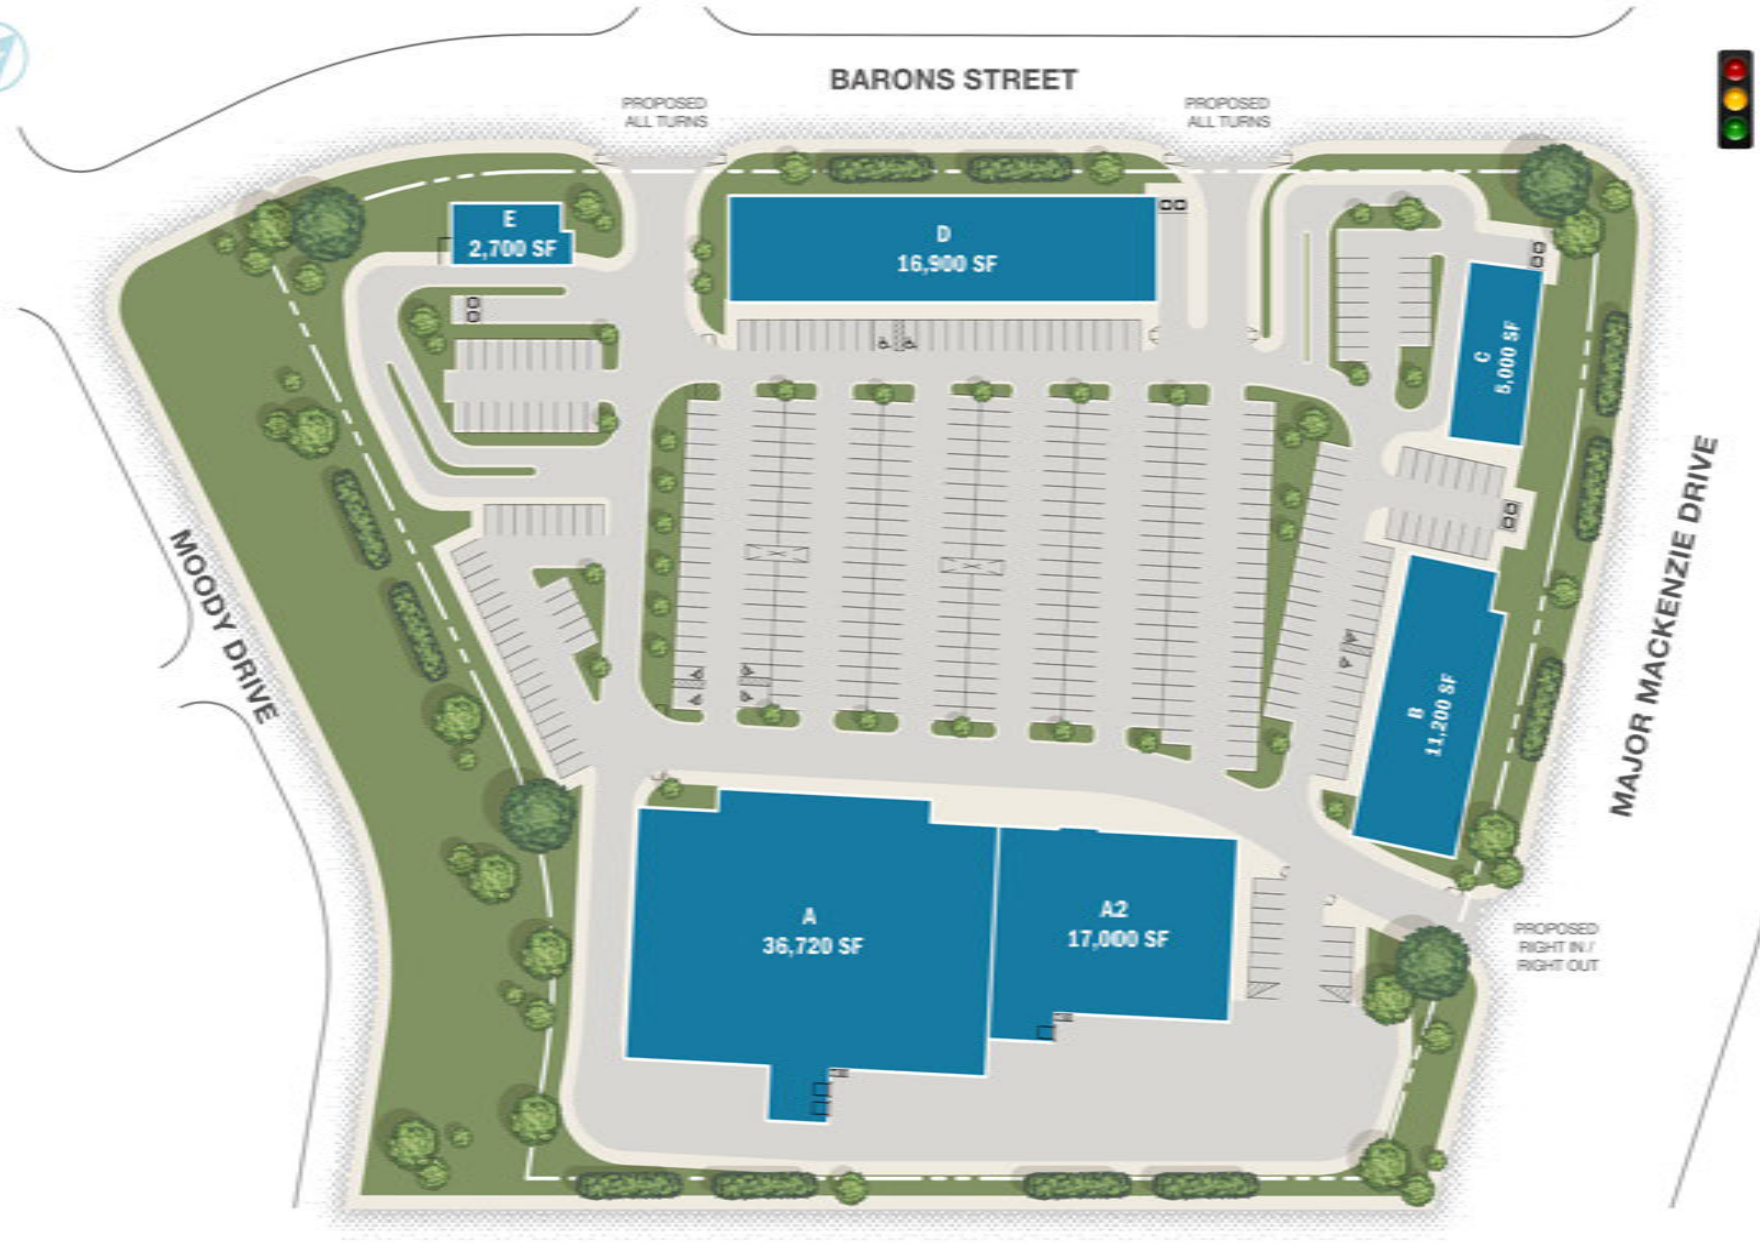 BARONS STREET
PROPOSED
ALL TURNS
PROPOSED
ALL TURNS
E
2,700 SF
D
16,900 SF
C
5,000 SF
MOODY DRIVE
MAJOR MACKENZIE DRIVE
B
11,200 SF
A
36,720 SF
A2
17,000 SF
PROPOSED
RIGHT IN /
RIGHT OUT